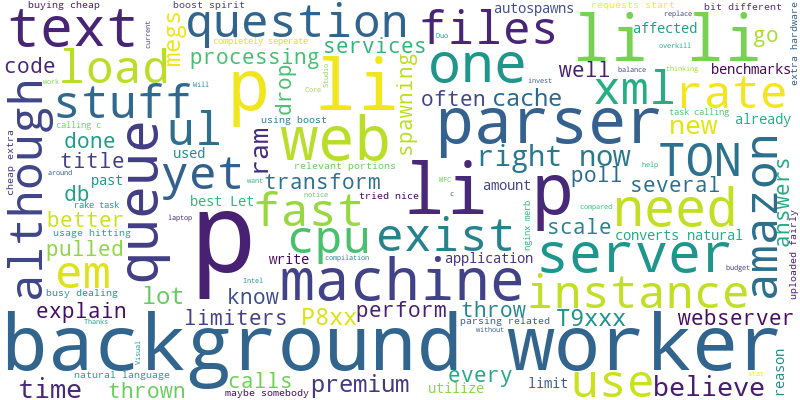 buying cheap
boost spirit
autospawns
requests start
bit different
extra hardware
text
question
files
li li
affected
replace
go
current
completely seperate
Duo
overkill
megs
services
one
code
load
processing
drop
spawning
well
thinking
benchmarks
work
Will
Core
Studio
p li
often
cache
xml
rate
stuff
parser
balance
invest
task calling
new
already
although
calling c
ul
ram
using boost
web
done
queue
used
right now
TON
help
amazon
answers
title
yet
relevant portions
li
p
poll
several
cheap extra
db
past
transform
want
tried nice
MFC
c
amount
need
around
rake task
best Let
fast
p
scale
better
usage hitting
notice
cpu
exist
nginx merb
compared
converts natural
pulled
laptop
write
application
server
budget
uploaded fairly
em
busy dealing
lot
know
Intel
compilation
machine
perform
throw
instance
without
explain
limiters
P8xx
parsing related
T9xxx
webserver
Thanks
background worker
Visual
time
natural language
thrown
calls
maybe somebody
premium
utilize
every
limit
use
stat
believe
reason